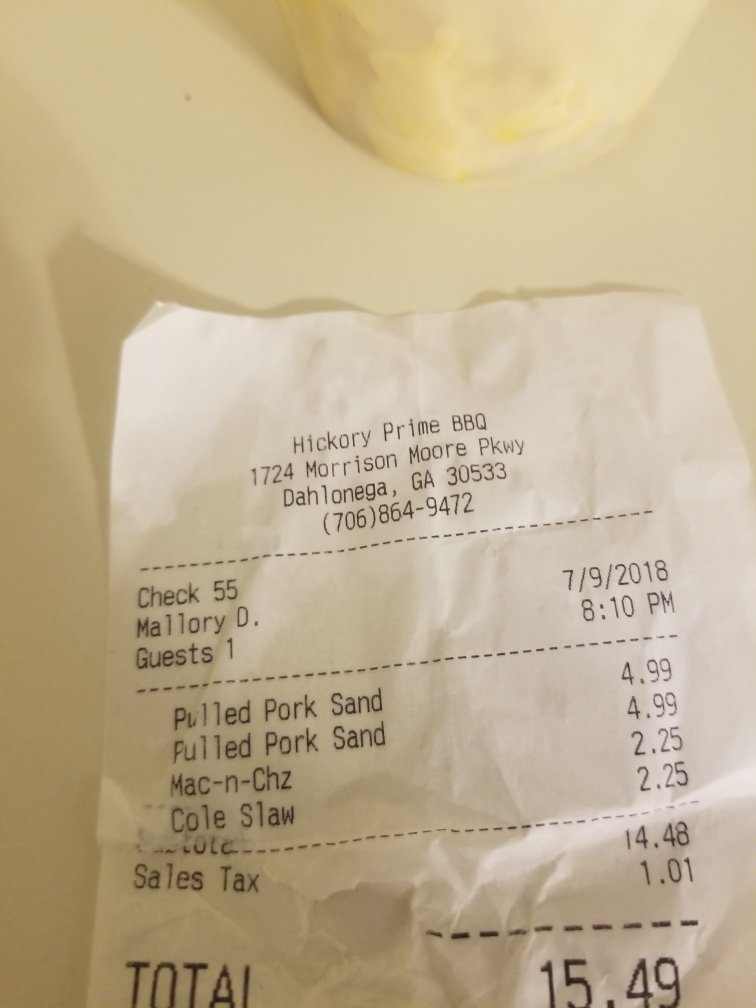 Hickory Prime BBQ
1724 Morrison Moore Pkwy
Dahlonega, GA 30533
(706)864-9472
Check 55 7/9/2018
Mallory D. 8:10 PM
Guests 1
Pulled Pork Sand 4.99
Pulled Pork Sand 4.99
Mac-n-Chz 2.25
Cole Slaw 2.25
14.48
Sales Tax 1.01
TOTAL 15.49